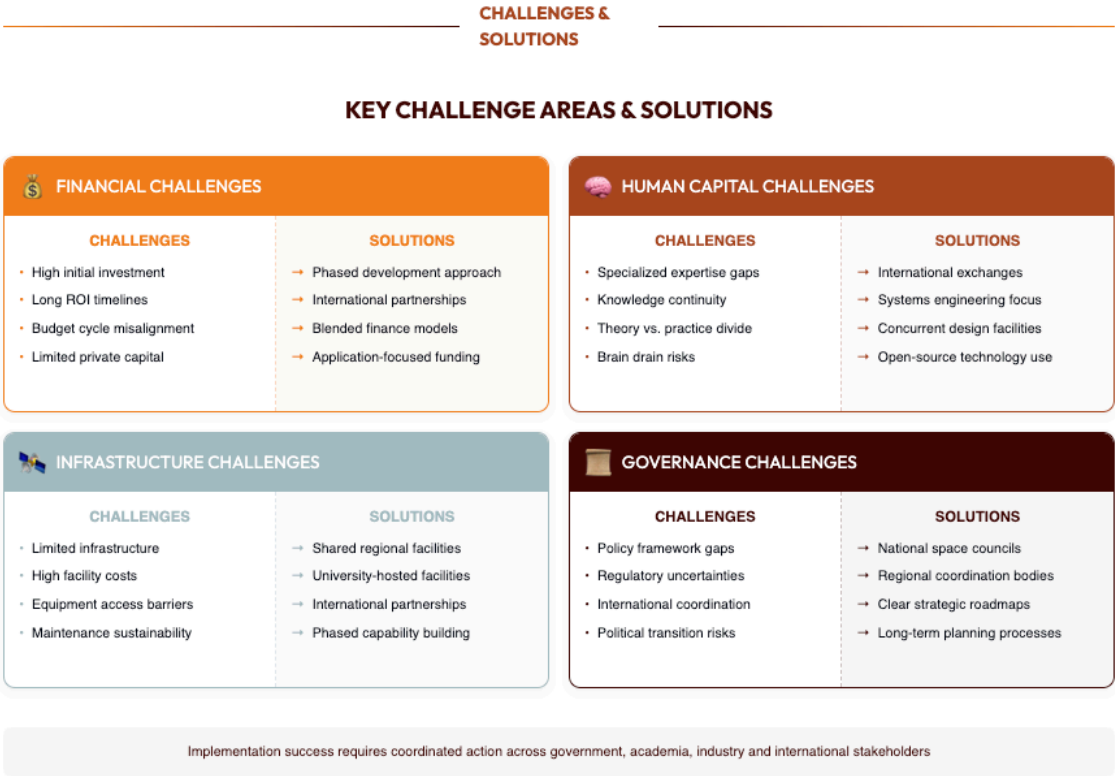 CHALLENGES &
SOLUTIONS
KEY CHALLENGE AREAS & SOLUTIONS
FINANCIAL CHALLENGES
CHALLENGES
• High initial investment
• Long ROI timelines
• Budget cycle misalignment
• Limited private capital
SOLUTIONS
→ Phased development approach
→ International partnerships
→ Blended finance models
→ Application-focused funding
HUMAN CAPITAL CHALLENGES
CHALLENGES
• Specialized expertise gaps
• Knowledge continuity
• Theory vs. practice divide
• Brain drain risks
SOLUTIONS
→ International exchanges
→ Systems engineering focus
→ Concurrent design facilities
→ Open-source technology use
INFRASTRUCTURE CHALLENGES
CHALLENGES
• Limited infrastructure
• High facility costs
• Equipment access barriers
• Maintenance sustainability
SOLUTIONS
→ Shared regional facilities
→ University-hosted facilities
→ International partnerships
→ Phased capability building
GOVERNANCE CHALLENGES
CHALLENGES
• Policy framework gaps
• Regulatory uncertainties
• International coordination
• Political transition risks
SOLUTIONS
→ National space councils
→ Regional coordination bodies
→ Clear strategic roadmaps
→ Long-term planning processes
Implementation success requires coordinated action across government, academia, industry and international stakeholders